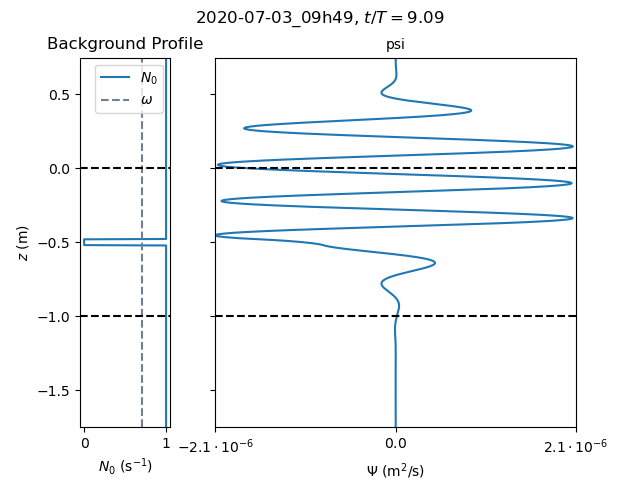 2020-07-03_09h49, t/T = 9.09
Background Profile
psi
N₀
ω
0.5
0.0
−0.5
−1.0
−1.5
z (m)
0
1
N₀ (s⁻¹)
−2.1 · 10⁻⁶
0.0
2.1 · 10⁻⁶
Ψ (m²/s)